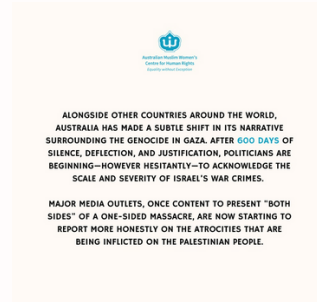 Australian Muslim Women's
Centre for Human Rights
Equality without Exception
ALONGSIDE OTHER COUNTRIES AROUND THE WORLD,
AUSTRALIA HAS MADE A SUBTLE SHIFT IN ITS NARRATIVE
SURROUNDING THE GENOCIDE IN GAZA. AFTER 600 DAYS OF
SILENCE, DEFLECTION, AND JUSTIFICATION, POLITICIANS ARE
BEGINNING—HOWEVER HESITANTLY—TO ACKNOWLEDGE THE
SCALE AND SEVERITY OF ISRAEL'S WAR CRIMES.
MAJOR MEDIA OUTLETS, ONCE CONTENT TO PRESENT "BOTH
SIDES" OF A ONE-SIDED MASSACRE, ARE NOW STARTING TO
REPORT MORE HONESTLY ON THE ATROCITIES THAT ARE
BEING INFLICTED ON THE PALESTINIAN PEOPLE.